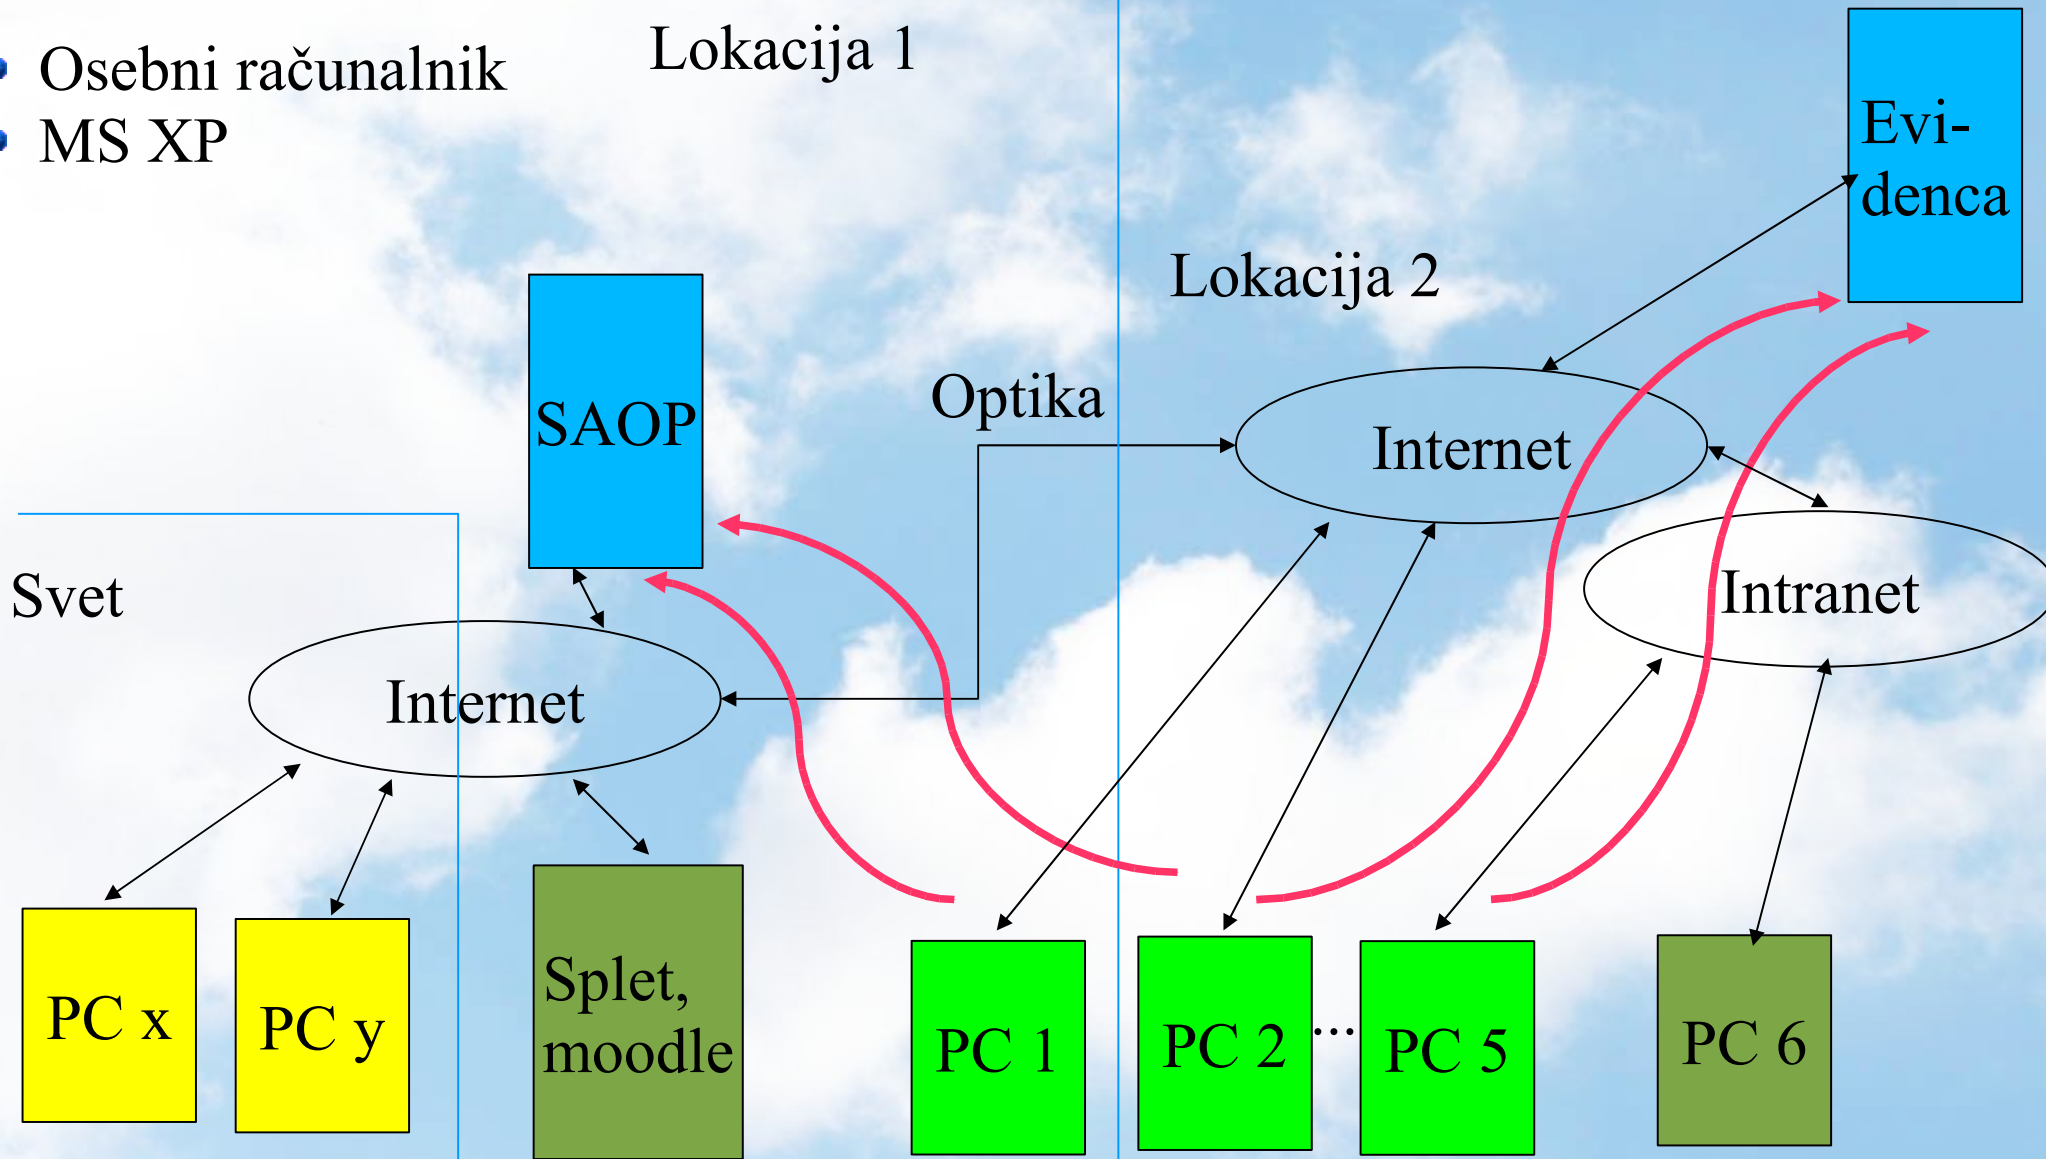 Osebni računalnik
MS XP
Lokacija 1
Evi-
denca
Lokacija 2
Optika
SAOP
Internet
Svet
Intranet
Internet
Splet,
moodle
PC x
PC y
PC 1
PC 2
...
PC 5
PC 6